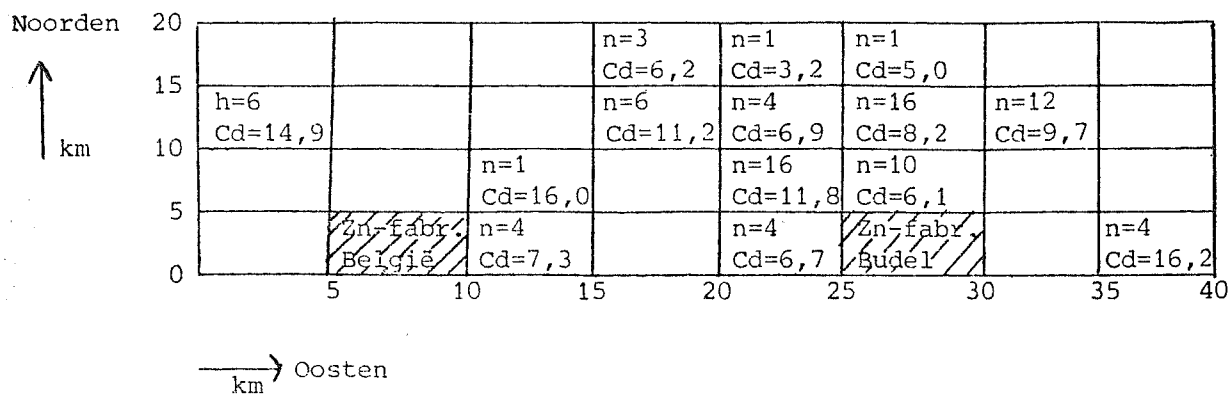 Noorden 20
n=3 n=1 n=1
Cd=6,2 Cd=3,2 Cd=5,0
15
h=6 n=6 n=4 n=16 n=12
Cd=14,9 Cd=11,2 Cd=6,9 Cd=8,2 Cd=9,7
km 10
n=1 n=16 n=10
Cd=16,0 Cd=11,8 Cd=6,1
5
Zn-fabr. n=4 n=4 Zn-fabr. n=4
België Cd=7,3 Cd=6,7 Budel Cd=16,2
0
5 10 15 20 25 30 35 40
km Oosten